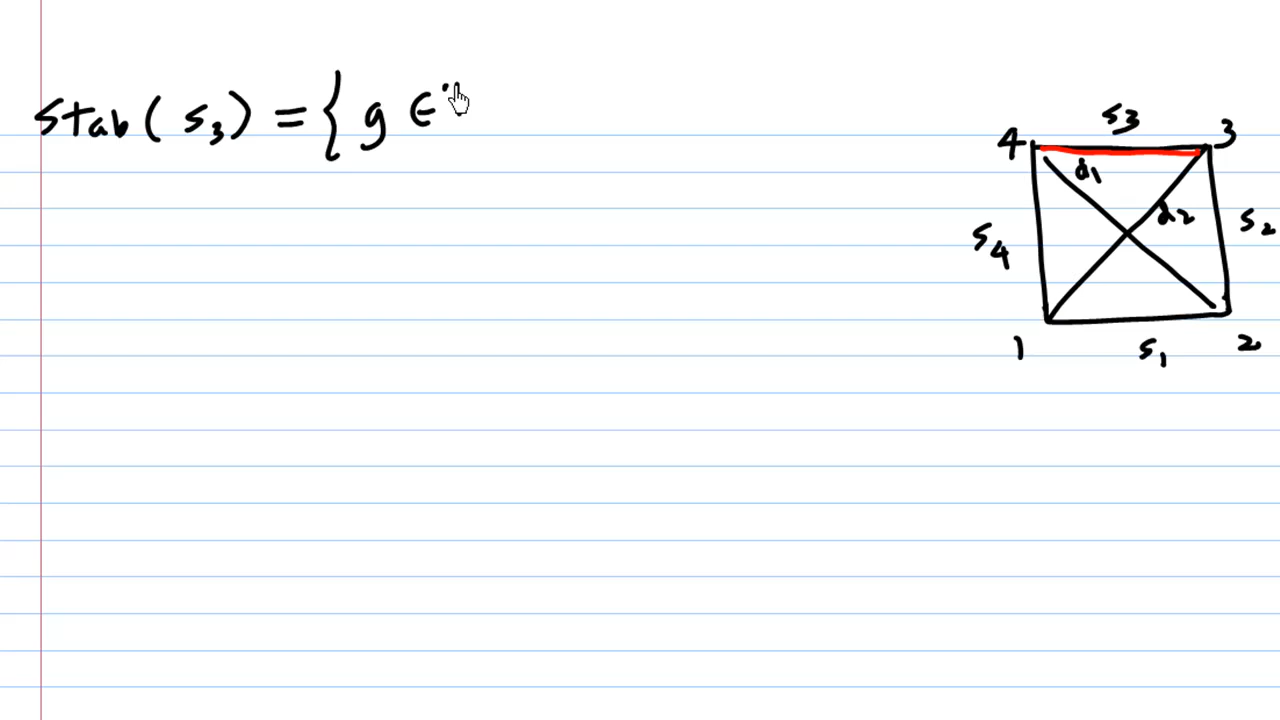 stab( s₃) = { g ∈
s₃
4 3
d₁
d₂
s₄ s₂
1 s₁ 2